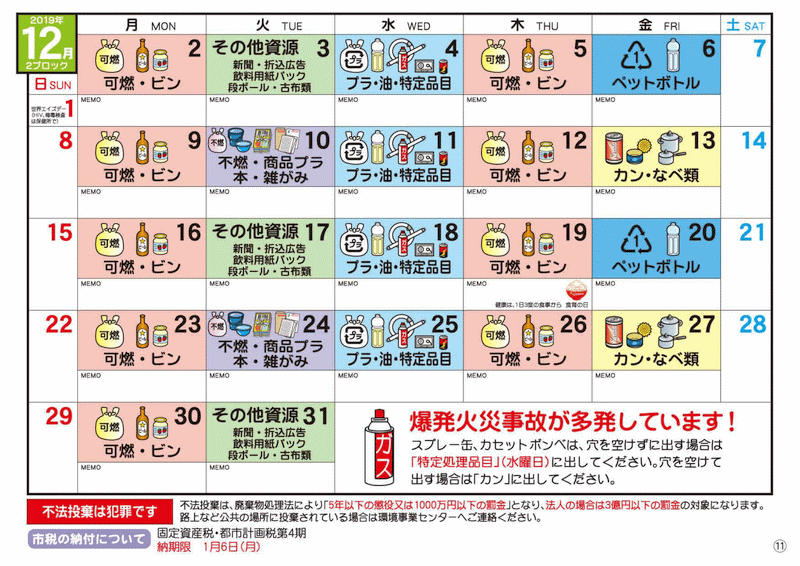 2019年
12月
2ブロック
日 SUN
月 MON
火 TUE
水 WED
木 THU
金 FRI
土 SAT
世界エイズデー
(HIV、梅毒検査
は保健所で)
1
可燃
2
可燃・ビン
MEMO
その他資源 3
新聞・折込広告
飲料用紙パック
段ボール・古布類
MEMO
プラ
ガス
4
プラ・油・特定品目
MEMO
可燃
5
可燃・ビン
MEMO
1
6
ペットボトル
MEMO
7
8
可燃
9
可燃・ビン
MEMO
不燃
10
不燃・商品プラ
本・雑がみ
MEMO
プラ
ガス
11
プラ・油・特定品目
MEMO
可燃
12
可燃・ビン
MEMO
13
カン・なべ類
MEMO
14
15
可燃
16
可燃・ビン
MEMO
その他資源 17
新聞・折込広告
飲料用紙パック
段ボール・古布類
MEMO
プラ
ガス
18
プラ・油・特定品目
MEMO
可燃
19
可燃・ビン
MEMO
健康は、1日3度の食事から 食育の日
1
20
ペットボトル
MEMO
21
22
可燃
23
可燃・ビン
MEMO
不燃
24
不燃・商品プラ
本・雑がみ
MEMO
プラ
ガス
25
プラ・油・特定品目
MEMO
可燃
26
可燃・ビン
MEMO
27
カン・なべ類
MEMO
28
29
可燃
30
可燃・ビン
MEMO
その他資源 31
新聞・折込広告
飲料用紙パック
段ボール・古布類
MEMO
ガス
爆発火災事故が多発しています!
スプレー缶、カセットボンベは、穴を空けずに出す場合は
「特定処理品目」(水曜日)に出してください。穴を空けて
出す場合は「カン」に出してください。
不法投棄は犯罪です
不法投棄は、廃棄物処理法により「5年以下の懲役又は1000万円以下の罰金」となり、法人の場合は3億円以下の罰金の対象になります。
路上など公共の場所に投棄されている場合は環境事業センターへご連絡ください。
市税の納付について
固定資産税・都市計画税第4期
納期限 1月6日(月)
⑪